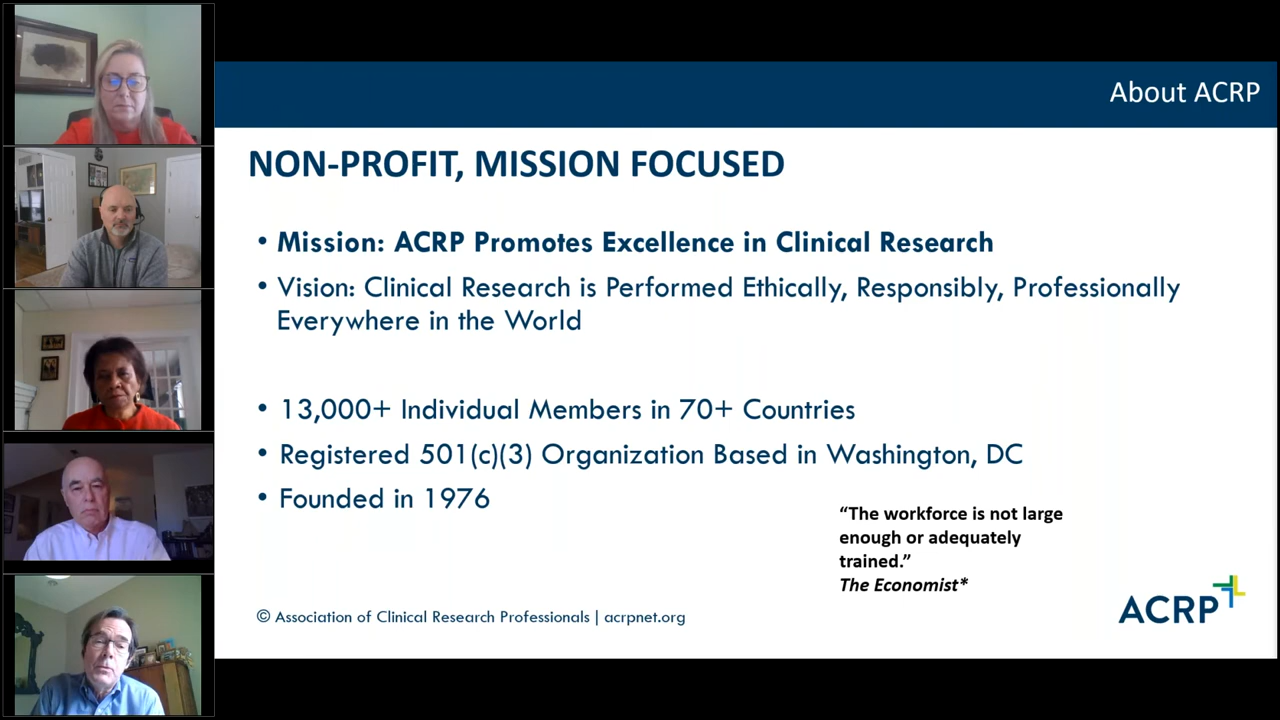 About ACRP
NON-PROFIT, MISSION FOCUSED
• Mission: ACRP Promotes Excellence in Clinical Research
• Vision: Clinical Research is Performed Ethically, Responsibly, Professionally
Everywhere in the World
• 13,000+ Individual Members in 70+ Countries
• Registered 501(c)(3) Organization Based in Washington, DC
• Founded in 1976
“The workforce is not large
enough or adequately
trained.”
The Economist*
© Association of Clinical Research Professionals | acrpnet.org
ACRP